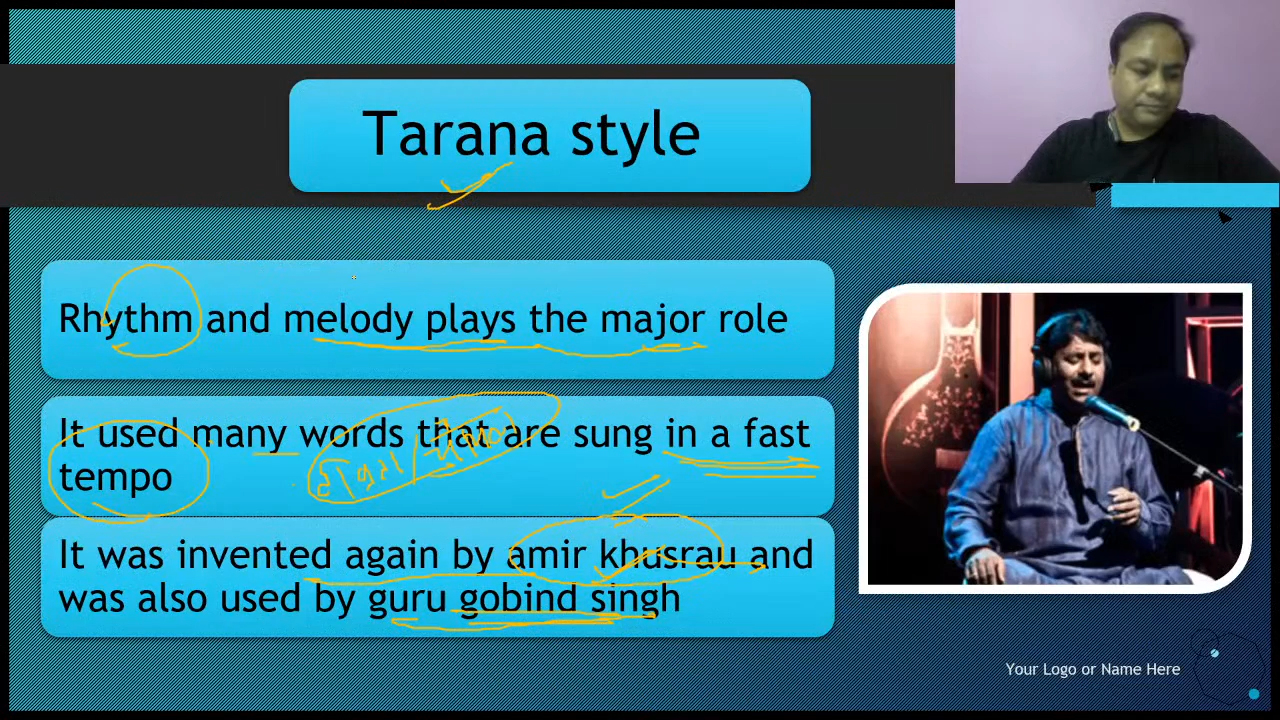 Tarana style
Rhythm and melody plays the major role
It used many words that are sung in a fast
tempo
It was invented again by amir khusrau and
was also used by guru gobind singh
Your Logo or Name Here